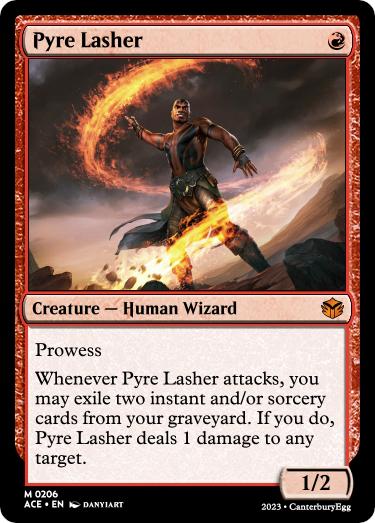 Pyre Lasher
Creature — Human Wizard
Prowess
Whenever Pyre Lasher attacks, you
may exile two instant and/or sorcery
cards from your graveyard. If you do,
Pyre Lasher deals 1 damage to any
target.
1/2
M 0206
ACE • EN DANYIART
2023 • CanterburyEgg